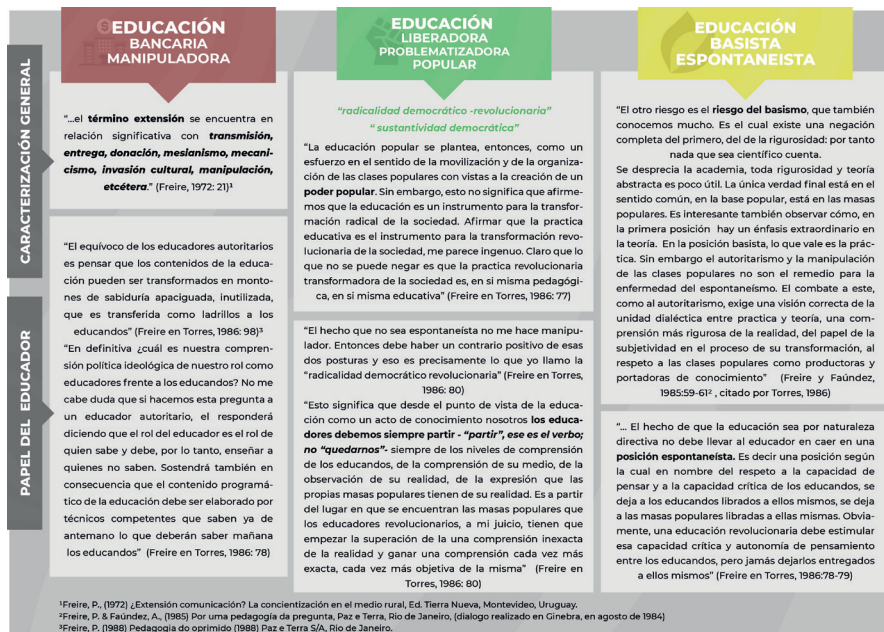 EDUCACIÓN
BANCARIA
MANIPULADORA
EDUCACIÓN
LIBERADORA
PROBLEMATIZADORA
POPULAR
EDUCACIÓN
BASISTA
ESPONTANEISTA
CARACTERIZACIÓN GENERAL
"...el término extensión se encuentra en
relación significativa con transmisión,
entrega, donación, mesianismo, mecani-
cismo, invasión cultural, manipulación,
etcétera." (Freire, 1972: 21)¹
"radicalidad democrático -revolucionaria"
" sustantividad democrática"
"La educación popular se plantea, entonces, como un
esfuerzo en el sentido de la movilización y de la organiza-
ción de las clases populares con vistas a la creación de un
poder popular. Sin embargo, esto no significa que afirme-
mos que la educación es un instrumento para la transfor-
mación radical de la sociedad. Afirmar que la practica
educativa es el instrumento para la transformación revo-
lucionaria de la sociedad, me parece ingenuo. Claro que lo
que no se puede negar es que la practica revolucionaria
transformadora de la sociedad es, en si misma pedagógi-
ca, en si misma educativa" (Freire en Torres, 1986: 77)
"El otro riesgo es el riesgo del basismo, que también
conocemos mucho. Es el cual existe una negación
completa del primero, del de la rigurosidad: por tanto
nada que sea científico cuenta.
Se desprecia la academia, toda rigurosidad y teoría
abstracta es poco útil. La única verdad final está en el
sentido común, en la base popular, está en las masas
populares. Es interesante también observar cómo, en
la primera posición hay un énfasis extraordinario en
la teoría. En la posición basista, lo que vale es la prác-
tica. Sin embargo el autoritarismo y la manipulación
de las clases populares no son el remedio para la
enfermedad del espontaneísmo. El combate a este,
como al autoritarismo, exige una visión correcta de la
unidad dialéctica entre practica y teoría, una com-
prensión más rigurosa de la realidad, del papel de la
subjetividad en el proceso de su transformación, al
respeto a las clases populares como productoras y
portadoras de conocimiento" (Freire y Faúndez,
1985:59-61² , citado por Torres, 1986)
PAPEL DEL EDUCADOR
"El equívoco de los educadores autoritarios
es pensar que los contenidos de la educa-
ción pueden ser transformados en monto-
nes de sabiduría apaciguada, inutilizada,
que es transferida como ladrillos a los
educandos" (Freire en Torres, 1986: 98)³
"En definitiva ¿cuál es nuestra compren-
sión política ideológica de nuestro rol como
educadores frente a los educandos? No me
cabe duda que si hacemos esta pregunta a
un educador autoritario, el responderá
diciendo que el rol del educador es el rol de
quien sabe y debe, por lo tanto, enseñar a
quienes no saben. Sostendrá también en
consecuencia que el contenido programá-
tico de la educación debe ser elaborado por
técnicos competentes que saben ya de
antemano lo que deberán saber mañana
los educandos" (Freire en Torres, 1986: 78)
"El hecho que no sea espontaneísta no me hace manipu-
lador. Entonces debe haber un contrario positivo de esas
dos posturas y eso es precisamente lo que yo llamo la
"radicalidad democrático revolucionaria" (Freire en Torres,
1986: 80)
"Esto significa que desde el punto de vista de la educa-
ción como un acto de conocimiento nosotros los educa-
dores debemos siempre partir - "partir", ese es el verbo;
no "quedarnos"- siempre de los niveles de comprensión
de los educandos, de la comprensión de su medio, de la
observación de su realidad, de la expresión que las
propias masas populares tienen de su realidad. Es a partir
del lugar en que se encuentran las masas populares que
los educadores revolucionarios, a mi juicio, tienen que
empezar la superación de la una comprensión inexacta
de la realidad y ganar una comprensión cada vez más
exacta, cada vez más objetiva de la misma" (Freire en
Torres, 1986: 80)
"... El hecho de que la educación sea por naturaleza
directiva no debe llevar al educador en caer en una
posición espontaneísta. Es decir una posición según
la cual en nombre del respeto a la capacidad de
pensar y a la capacidad crítica de los educandos, se
deja a los educandos librados a ellos mismos, se deja
a las masas populares libradas a ellas mismas. Obvia-
mente, una educación revolucionaria debe estimular
esa capacidad crítica y autonomía de pensamiento
entre los educandos, pero jamás dejarlos entregados
a ellos mismos" (Freire en Torres, 1986:78-79)
¹Freire, P., (1972) ¿Extensión comunicación? La concientización en el medio rural, Ed. Tierra Nueva, Montevideo, Uruguay.
²Freire, P. & Faúndez, A., (1985) Por uma pedagogía da pregunta, Paz e Terra, Rio de Janeiro, (dialogo realizado en Ginebra, en agosto de 1984)
³Freire, P. (1988) Pedagogia do oprimido (1988) Paz e Terra S/A, Rio de Janeiro.